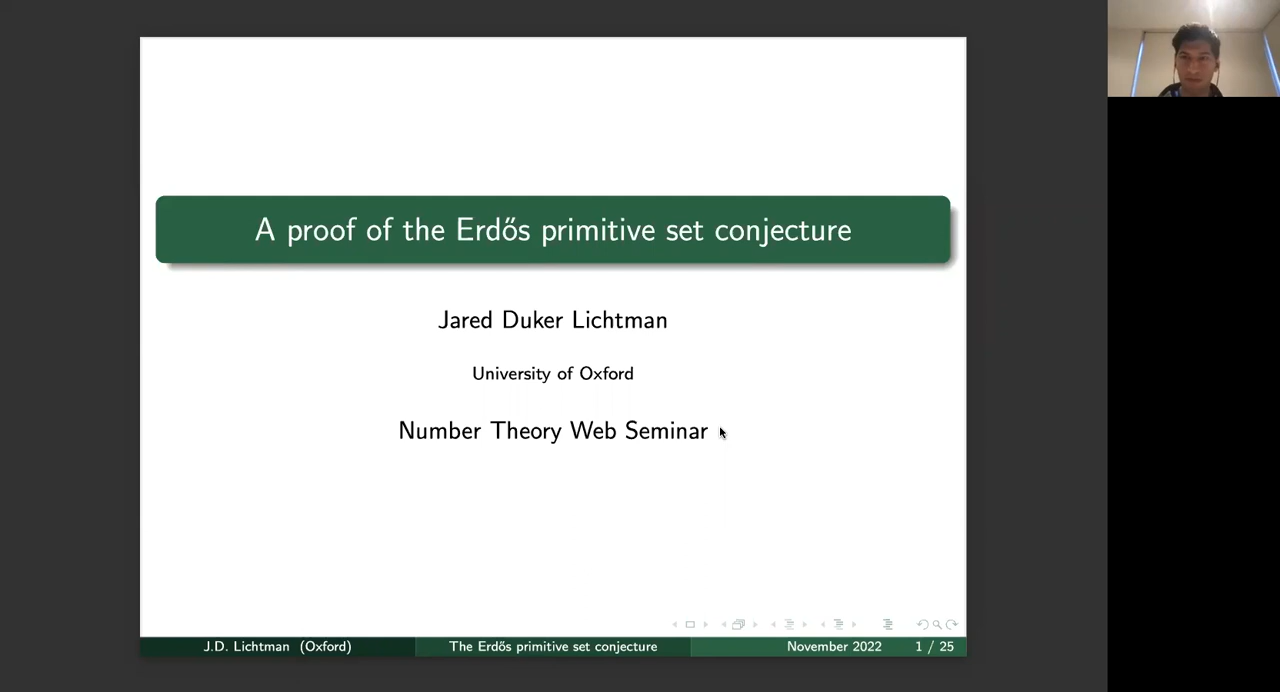 A proof of the Erdős primitive set conjecture
Jared Duker Lichtman
University of Oxford
Number Theory Web Seminar
J.D. Lichtman (Oxford)
The Erdős primitive set conjecture
November 2022
1 / 25